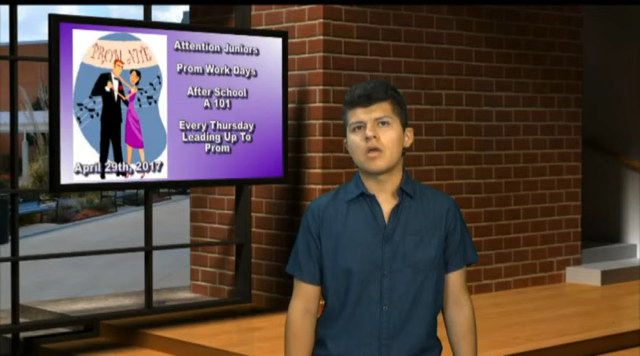 PROM NITE
Attention Juniors
Prom Work Days
After School
A 101
Every Thursday
Leading Up To
Prom
April 29th, 2017